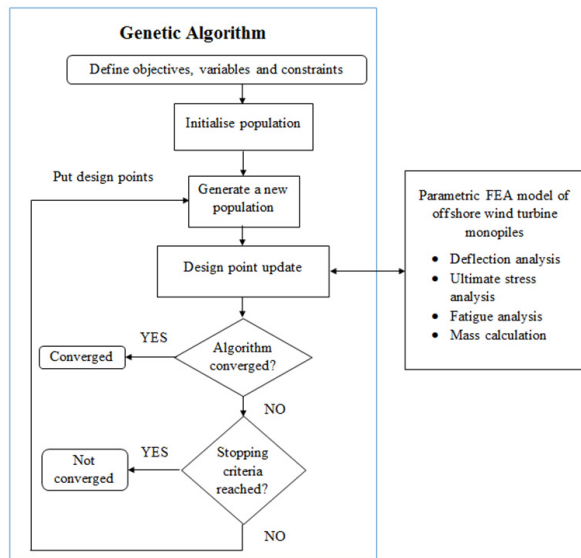 Genetic Algorithm
Define objectives, variables and constraints
Initialise population
Put design points
Generate a new
population
Design point update
Parametric FEA model of
offshore wind turbine
monopiles
• Deflection analysis
• Ultimate stress
analysis
• Fatigue analysis
• Mass calculation
YES
Converged
Algorithm
converged?
NO
YES
Not
converged
Stopping
criteria
reached?
NO